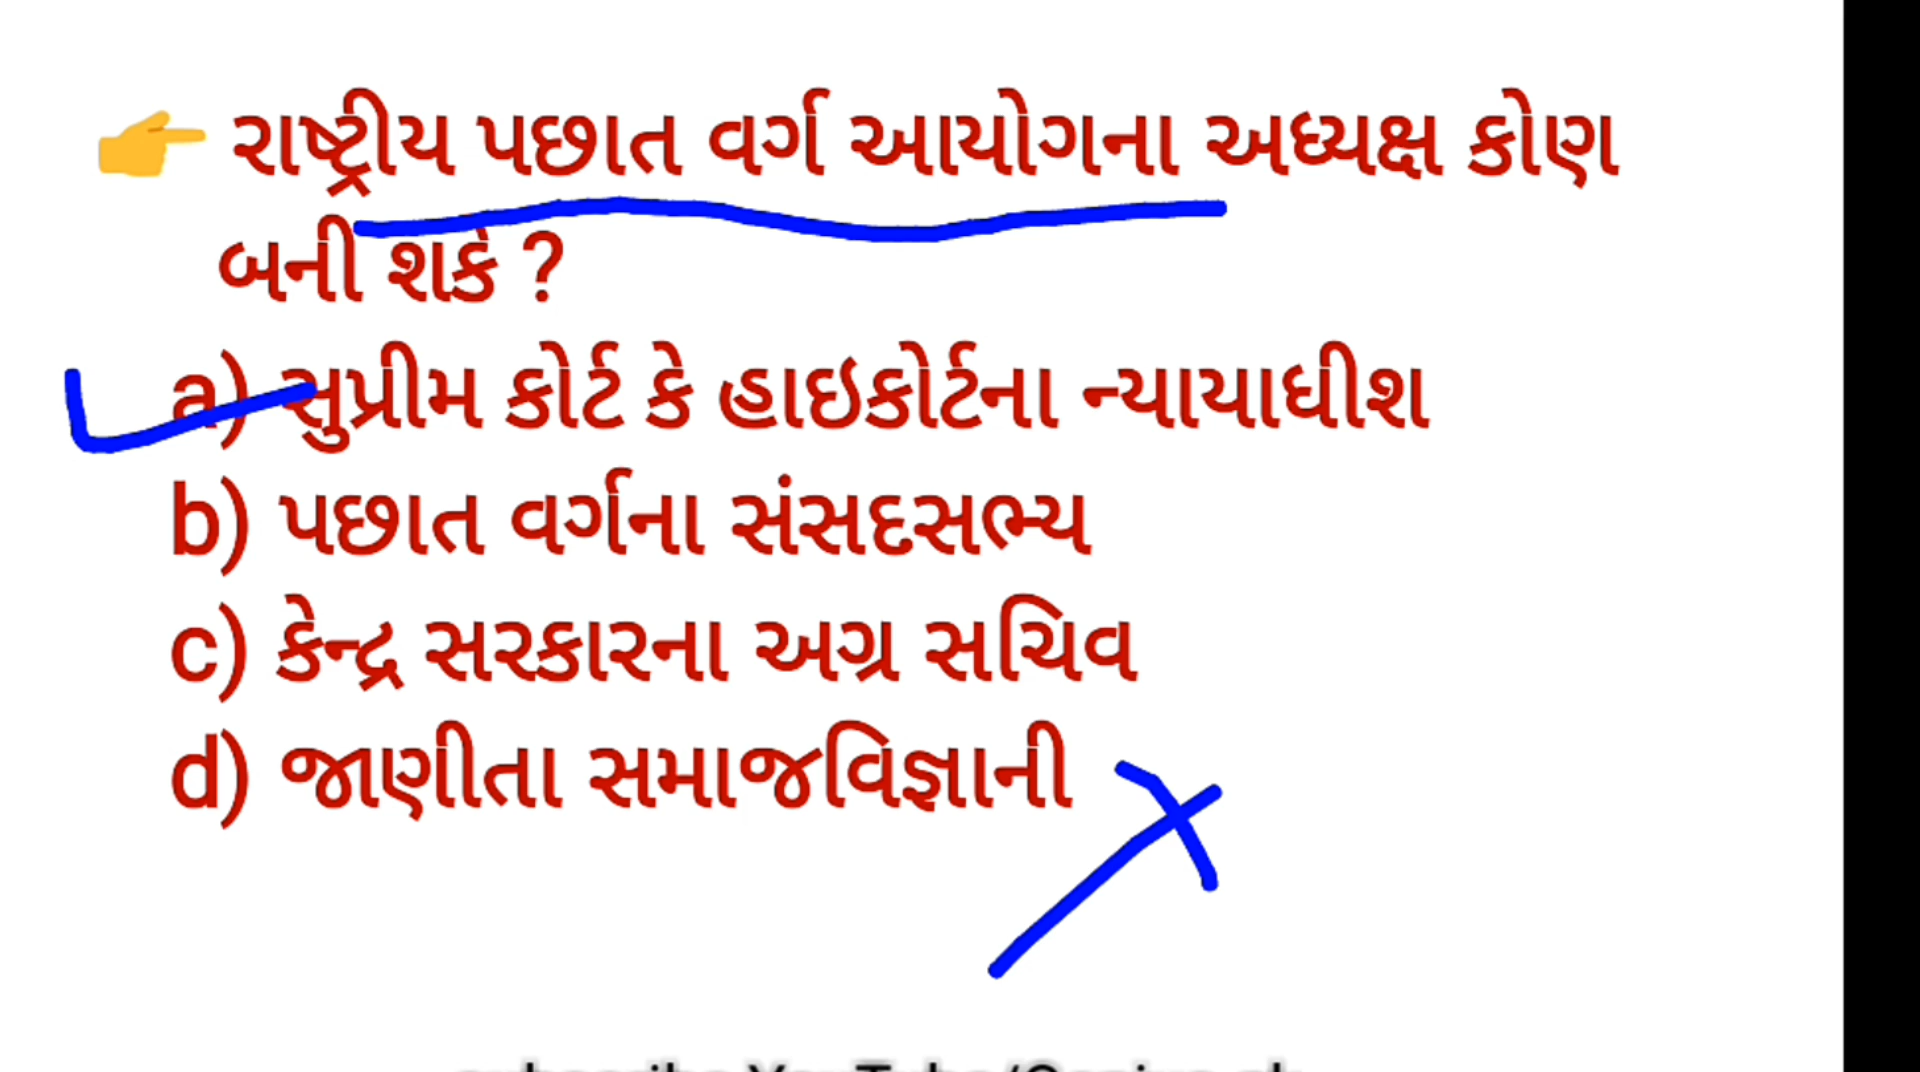 👉 રાષ્ટ્રીય પછાત વર્ગ આયોગના અધ્યક્ષ કોણ
બની શકે ?
a) સુપ્રીમ કોર્ટ કે હાઇકોર્ટના ન્યાયાધીશ
b) પછાત વર્ગના સંસદસભ્ય
c) કેન્દ્ર સરકારના અગ્ર સચિવ
d) જાણીતા સમાજવિજ્ઞાની